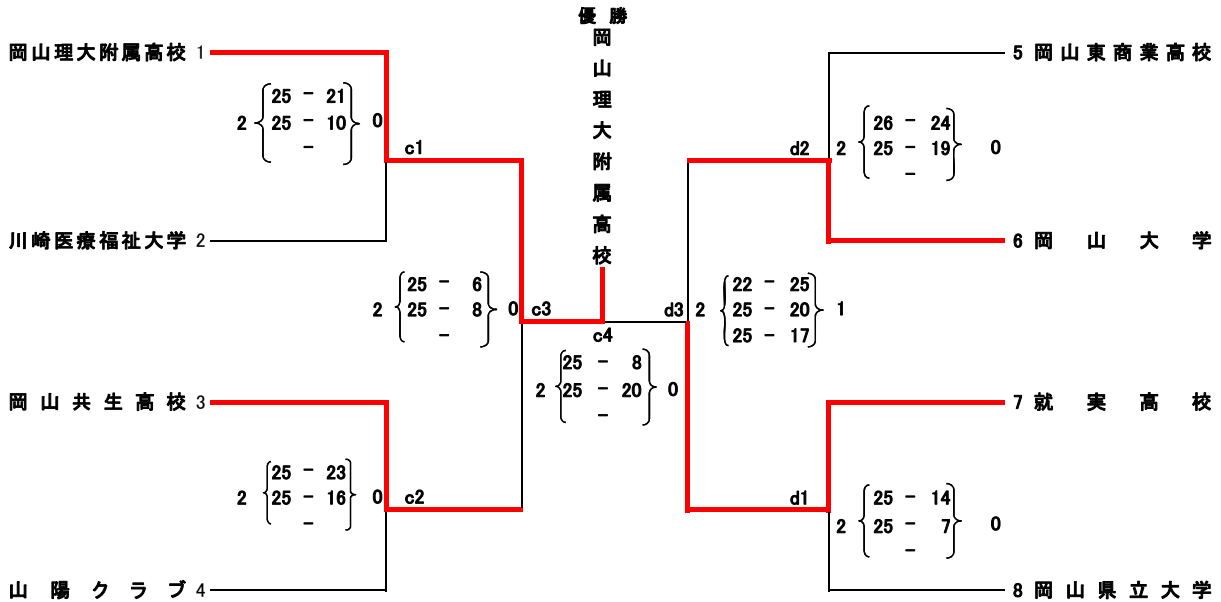 優勝
岡山理大附属高校
岡山理大附属高校 1
25 - 21
2 25 - 10 0
-
c1
川崎医療福祉大学 2
25 - 6
2 25 - 8 0
-
c3
岡山共生高校 3
25 - 23
2 25 - 16 0
-
c2
山陽クラブ 4
c4
25 - 8
2 25 - 20 0
-
5 岡山東商業高校
d2
26 - 24
2 25 - 19 0
-
6 岡山大学
d3
22 - 25
2 25 - 20 1
25 - 17
7 就実高校
d1
25 - 14
2 25 - 7 0
-
8 岡山県立大学